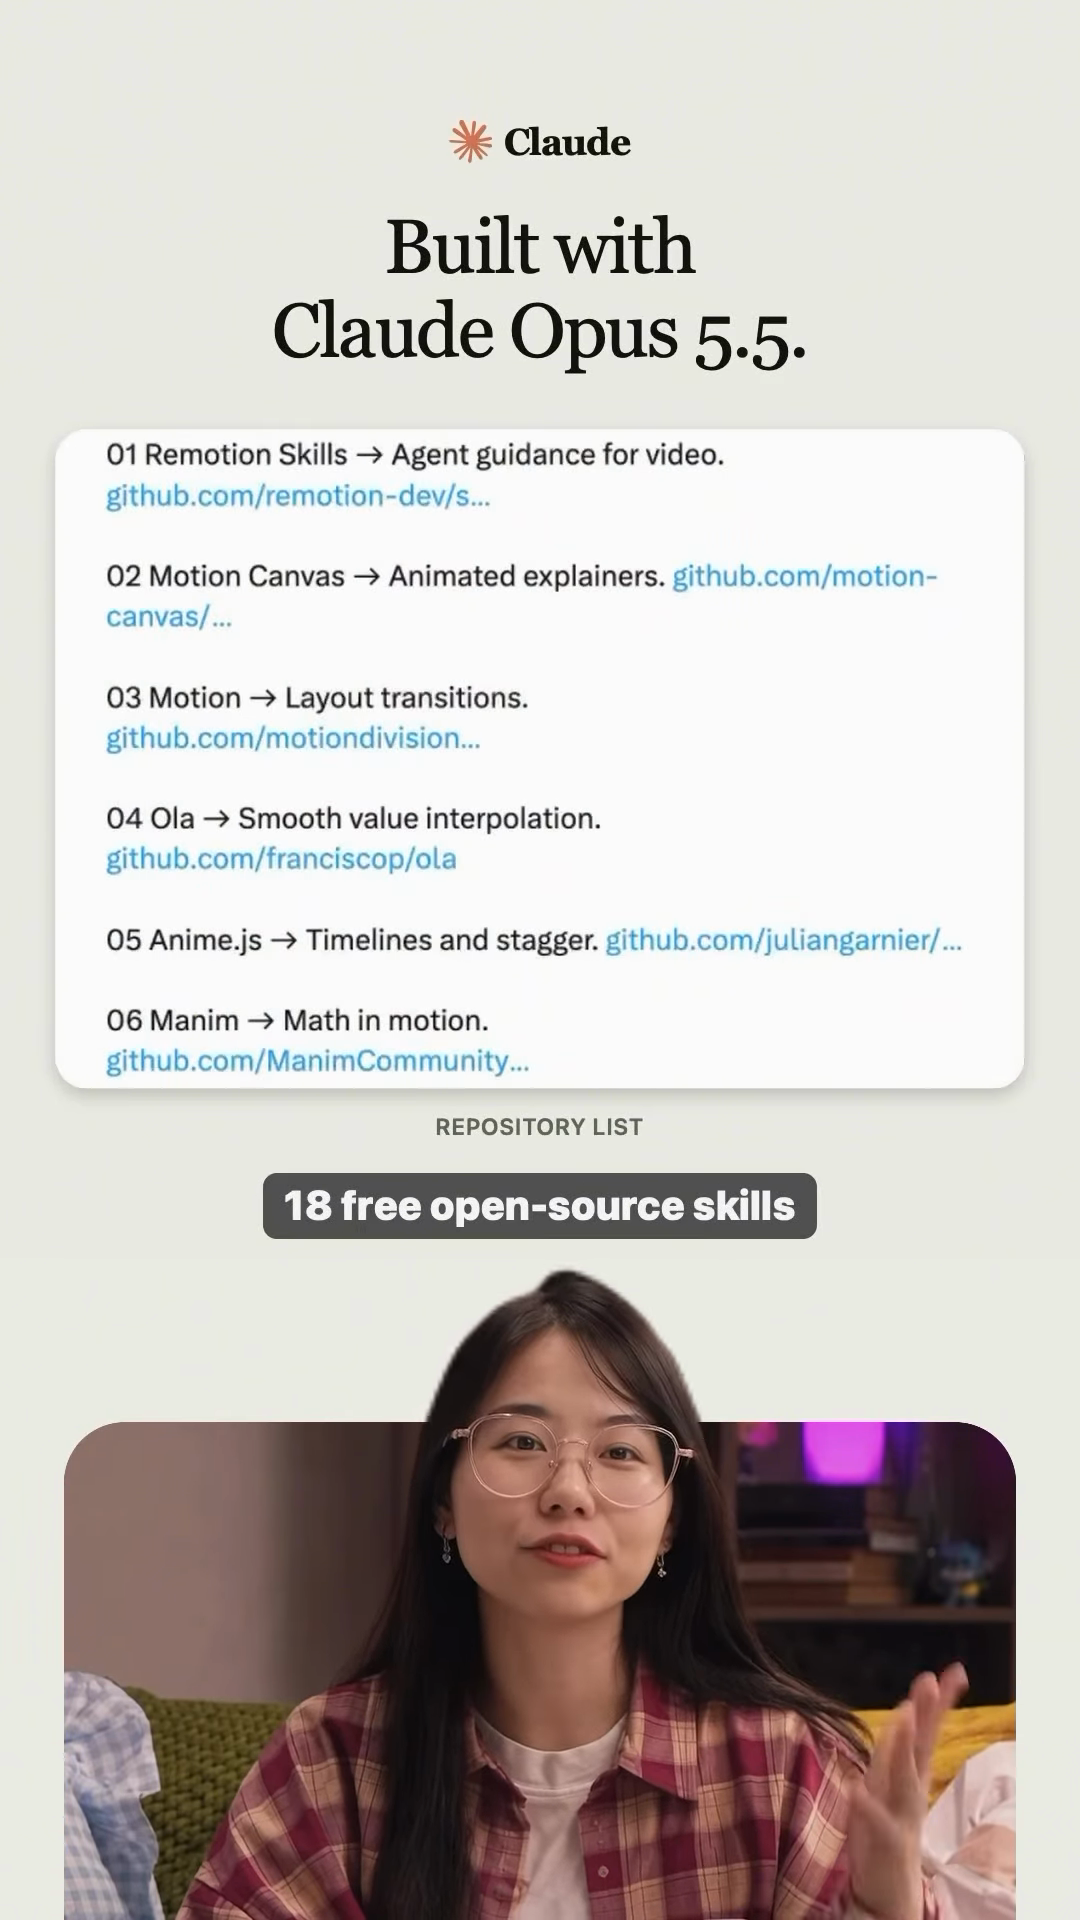 Claude
Built with
Claude Opus 5.5.
01 Remotion Skills → Agent guidance for video.
github.com/remotion-dev/s...
02 Motion Canvas → Animated explainers. github.com/motion-
canvas/...
03 Motion → Layout transitions.
github.com/motiondivision...
04 Ola → Smooth value interpolation.
github.com/franciscop/ola
05 Anime.js → Timelines and stagger. github.com/juliangarnier/...
06 Manim → Math in motion.
github.com/ManimCommunity...
REPOSITORY LIST
18 free open-source skills